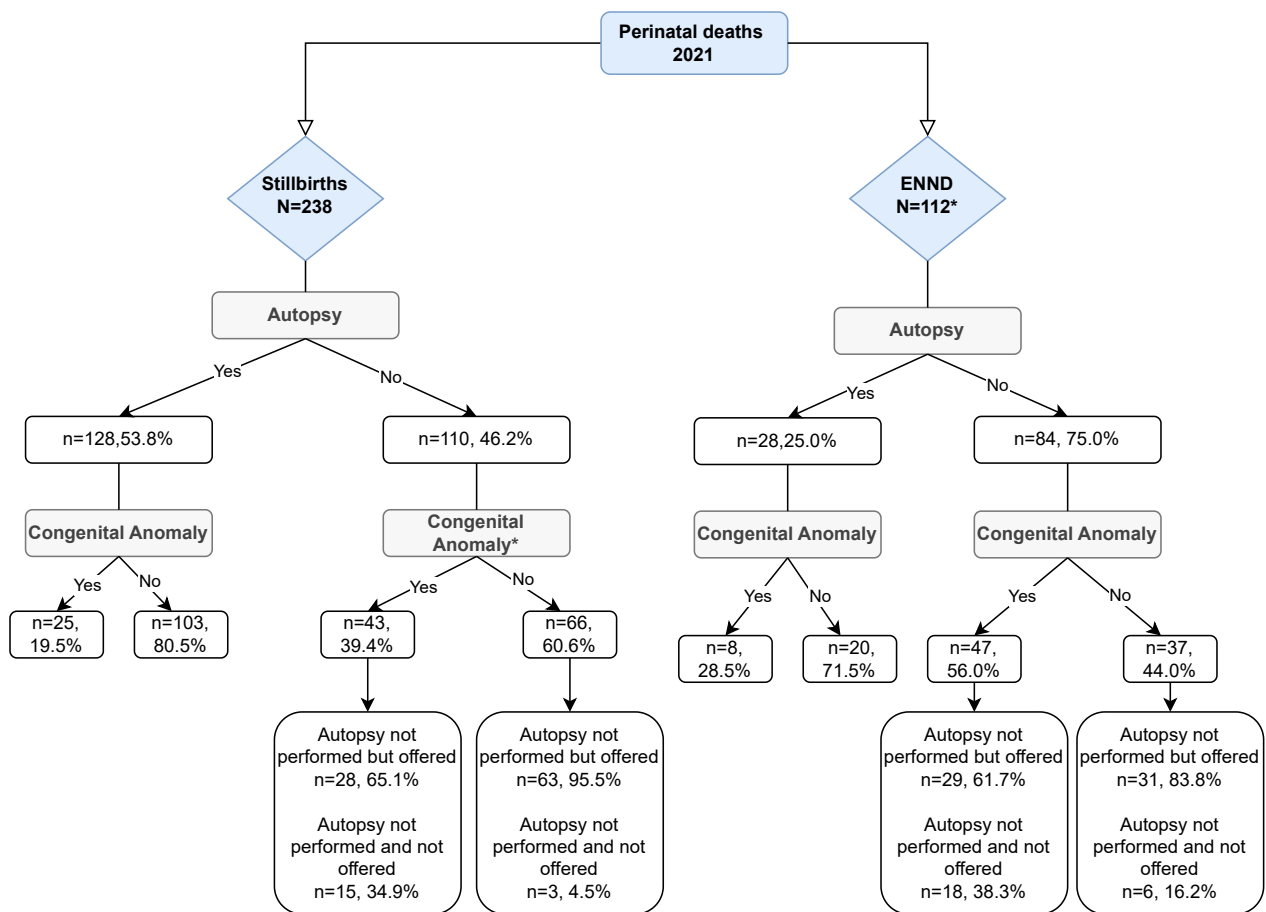 Perinatal deaths
2021
Stillbirths
N=238
ENND
N=112*
Autopsy
Autopsy
Yes
No
Yes
No
n=128,53.8%
n=110, 46.2%
n=28,25.0%
n=84, 75.0%
Congenital Anomaly
Congenital
Anomaly*
Congenital Anomaly
Congenital Anomaly
Yes
No
Yes
No
Yes
No
Yes
No
n=25,
19.5%
n=103,
80.5%
n=43,
39.4%
n=66,
60.6%
n=8,
28.5%
n=20,
71.5%
n=47,
56.0%
n=37,
44.0%
Autopsy not
performed but offered
n=28, 65.1%
Autopsy not
performed and not
offered
n=15, 34.9%
Autopsy not
performed but offered
n=63, 95.5%
Autopsy not
performed and not
offered
n=3, 4.5%
Autopsy not
performed but offered
n=29, 61.7%
Autopsy not
performed and not
offered
n=18, 38.3%
Autopsy not
performed but offered
n=31, 83.8%
Autopsy not
performed and not
offered
n=6, 16.2%